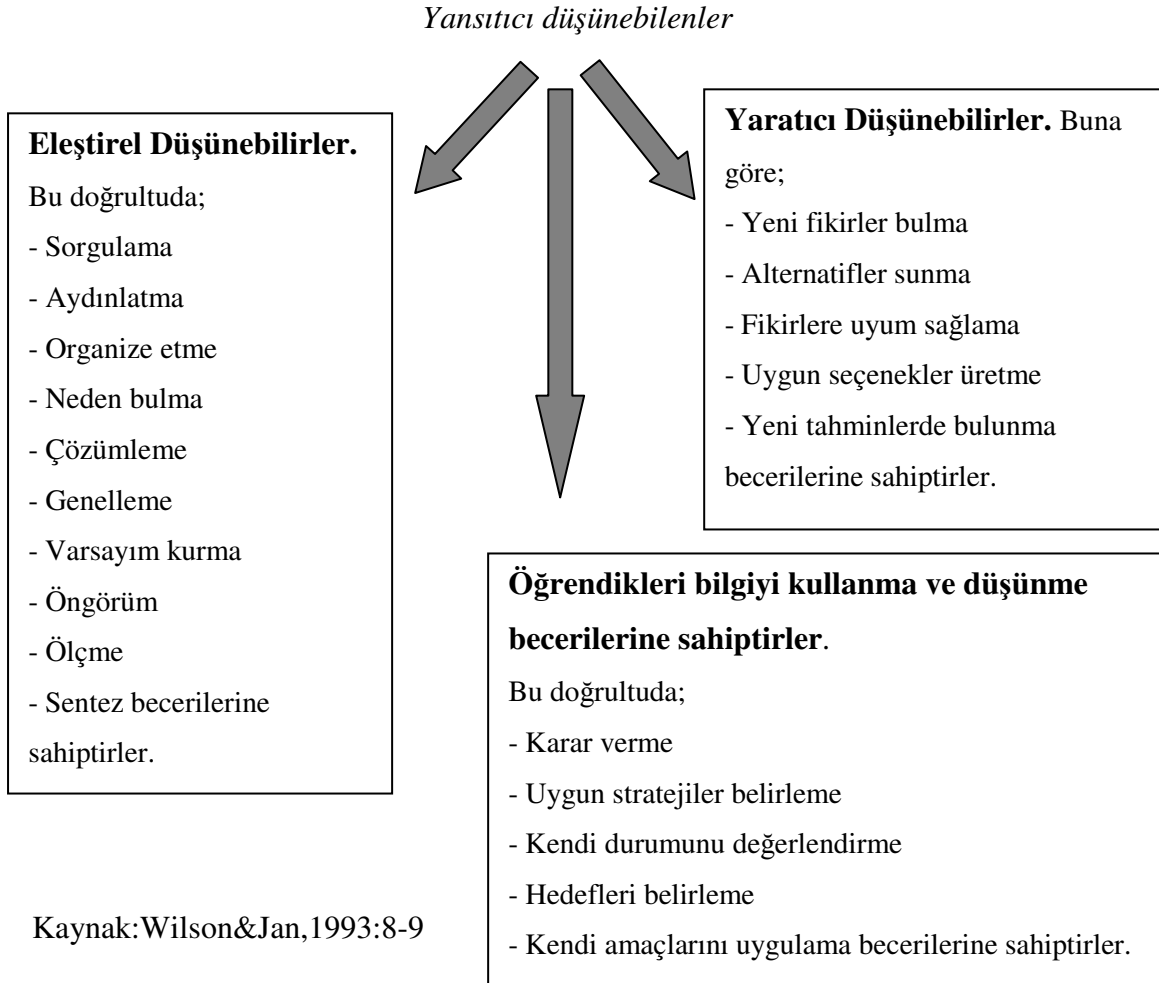 Yansıtıcı düşünebilenler
Eleştirel Düşünebilirler.
Bu doğrultuda;
- Sorgulama
- Aydınlatma
- Organize etme
- Neden bulma
- Çözümleme
- Genelleme
- Varsayım kurma
- Öngörüm
- Ölçme
- Sentez becerilerine
sahiptirler.
Yaratıcı Düşünebilirler. Buna
göre;
- Yeni fikirler bulma
- Alternatifler sunma
- Fikirlere uyum sağlama
- Uygun seçenekler üretme
- Yeni tahminlerde bulunma
becerilerine sahiptirler.
Öğrendikleri bilgiyi kullanma ve düşünme
becerilerine sahiptirler.
Bu doğrultuda;
- Karar verme
- Uygun stratejiler belirleme
- Kendi durumunu değerlendirme
- Hedefleri belirleme
- Kendi amaçlarını uygulama becerilerine sahiptirler.
Kaynak:Wilson&Jan,1993:8-9